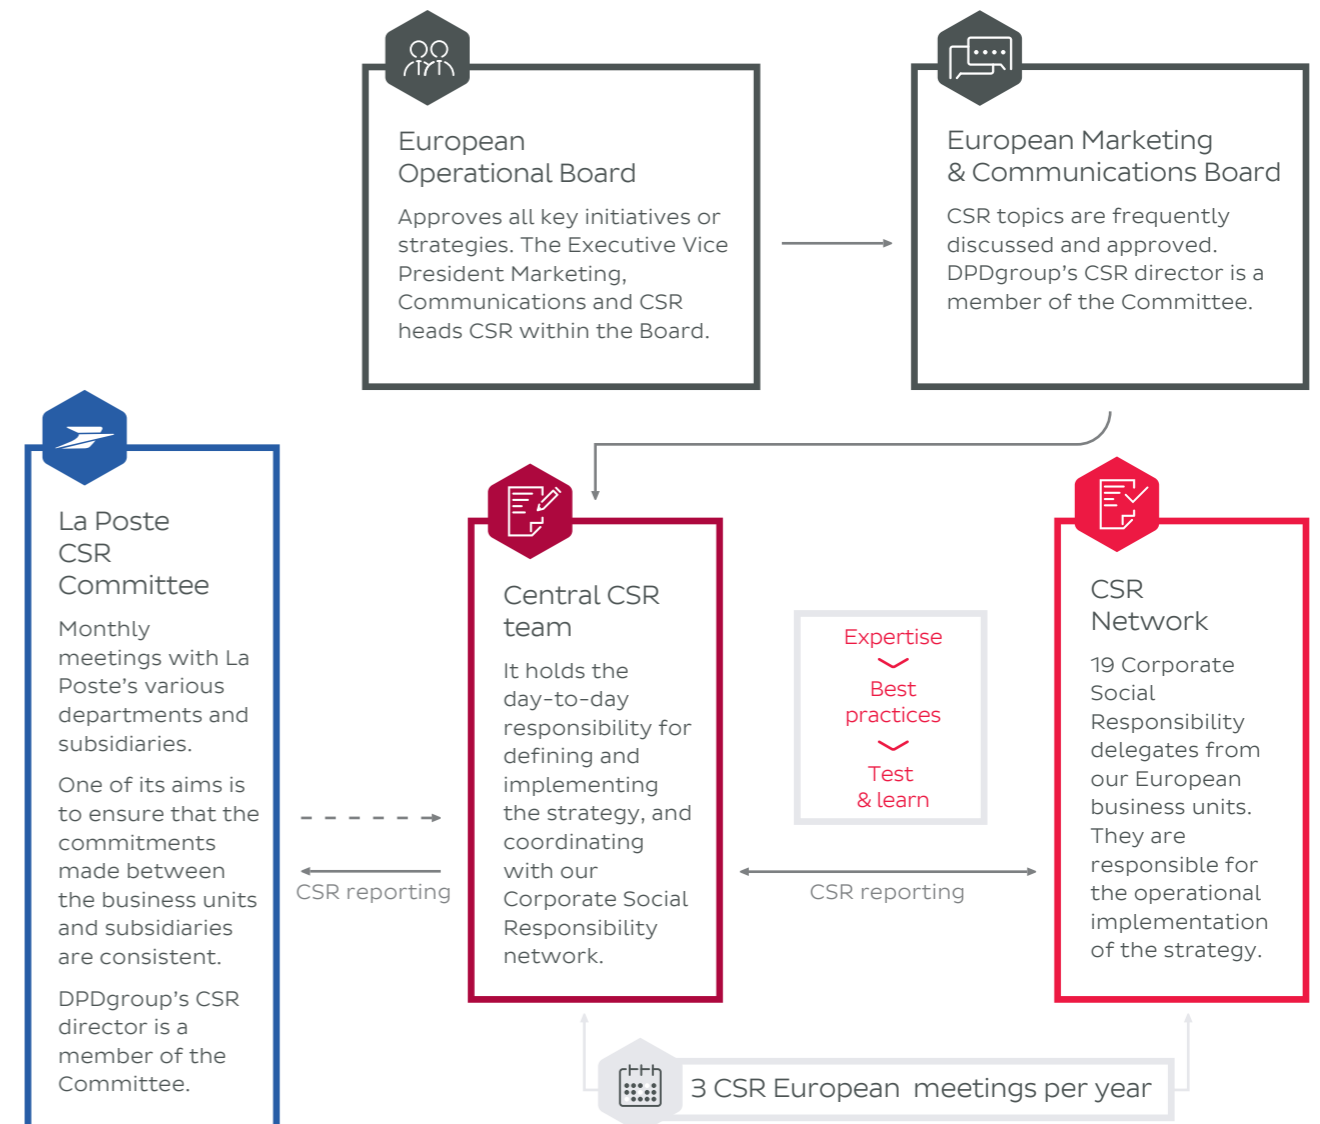 European
Operational Board
Approves all key initiatives or
strategies. The Executive Vice
President Marketing,
Communications and CSR
heads CSR within the Board.
European Marketing
& Communications Board
CSR topics are frequently
discussed and approved.
DPDgroup’s CSR director is a
member of the Committee.
La Poste
CSR
Committee
Monthly
meetings with La
Poste’s various
departments and
subsidiaries.
One of its aims is
to ensure that the
commitments
made between
the business units
and subsidiaries
are consistent.
DPDgroup’s CSR
director is a
member of the
Committee.
CSR reporting
Central CSR
team
It holds the
day-to-day
responsibility for
defining and
implementing
the strategy, and
coordinating
with our
Corporate Social
Responsibility
network.
Expertise
Best
practices
Test
& learn
CSR reporting
CSR
Network
19 Corporate
Social
Responsibility
delegates from
our European
business units.
They are
responsible for
the operational
implementation
of the strategy.
3 CSR European meetings per year